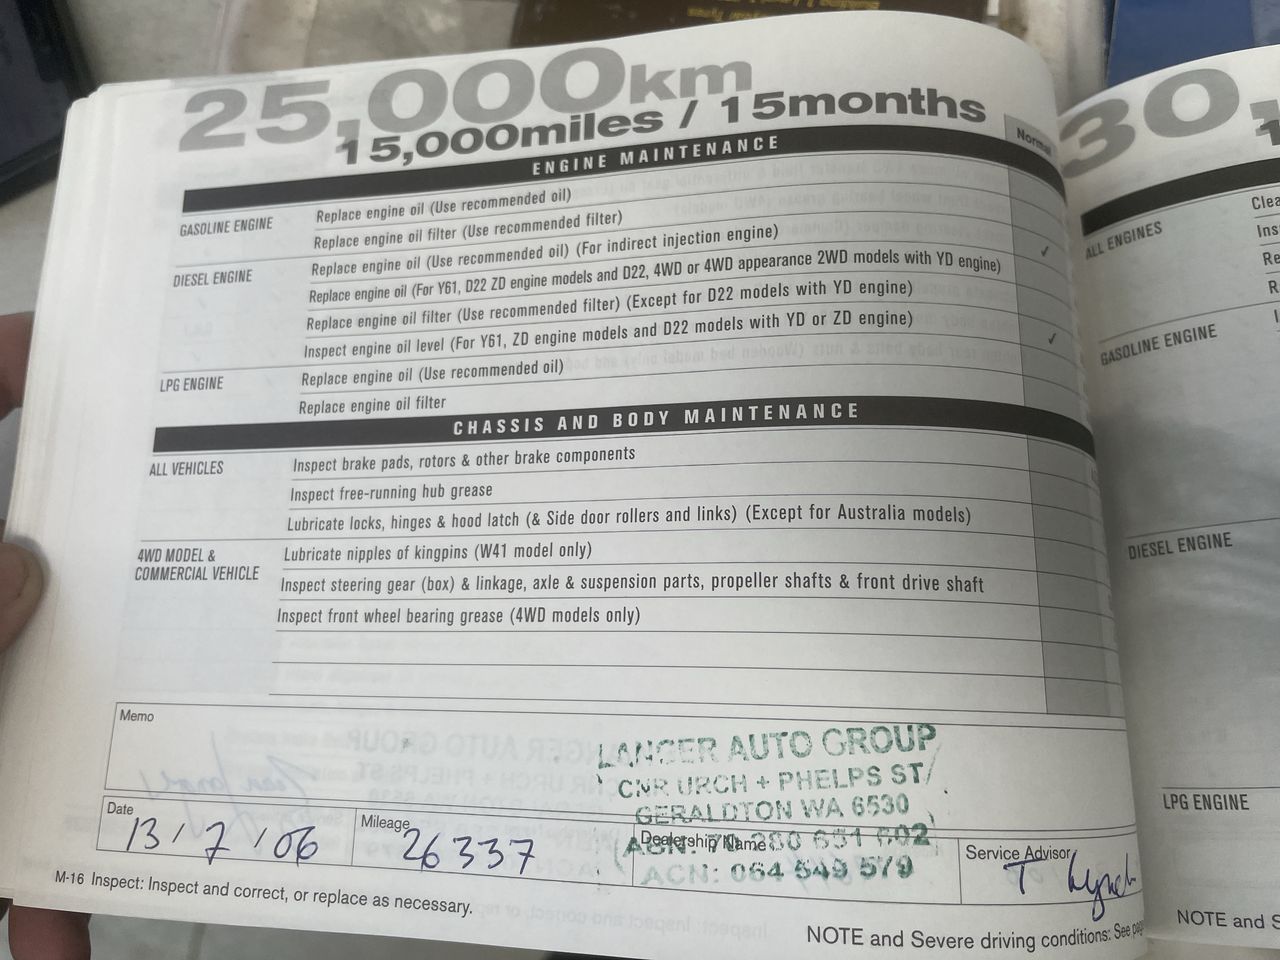 25,000km
15,000miles / 15months
ENGINE MAINTENANCE
GASOLINE ENGINE
Replace engine oil (Use recommended oil)
Replace engine oil filter (Use recommended filter)
DIESEL ENGINE
Replace engine oil (Use recommended oil) (For indirect injection engine)
Replace engine oil (For Y61, D22 ZD engine models and D22, 4WD or 4WD appearance 2WD models with YD engine)
✓
Replace engine oil filter (Use recommended filter) (Except for D22 models with YD engine)
Inspect engine oil level (For Y61, ZD engine models and D22 models with YD or ZD engine)
✓
LPG ENGINE
Replace engine oil (Use recommended oil)
Replace engine oil filter
CHASSIS AND BODY MAINTENANCE
ALL VEHICLES
Inspect brake pads, rotors & other brake components
Inspect free-running hub grease
Lubricate locks, hinges & hood latch (& Side door rollers and links) (Except for Australia models)
4WD MODEL &
COMMERCIAL VEHICLE
Lubricate nipples of kingpins (W41 model only)
Inspect steering gear (box) & linkage, axle & suspension parts, propeller shafts & front drive shaft
Inspect front wheel bearing grease (4WD models only)
Memo
LANGER AUTO GROUP
CNR URCH + PHELPS ST
GERALDTON WA 6530
ACN: 064 549 579
Date
13/7/06
Mileage
26337
Dealership Name
Service Advisor
T Lynch
M-16 Inspect: Inspect and correct, or replace as necessary.
NOTE and Severe driving conditions: See
30,
ALL ENGINES
GASOLINE ENGINE
DIESEL ENGINE
LPG ENGINE
NOTE and